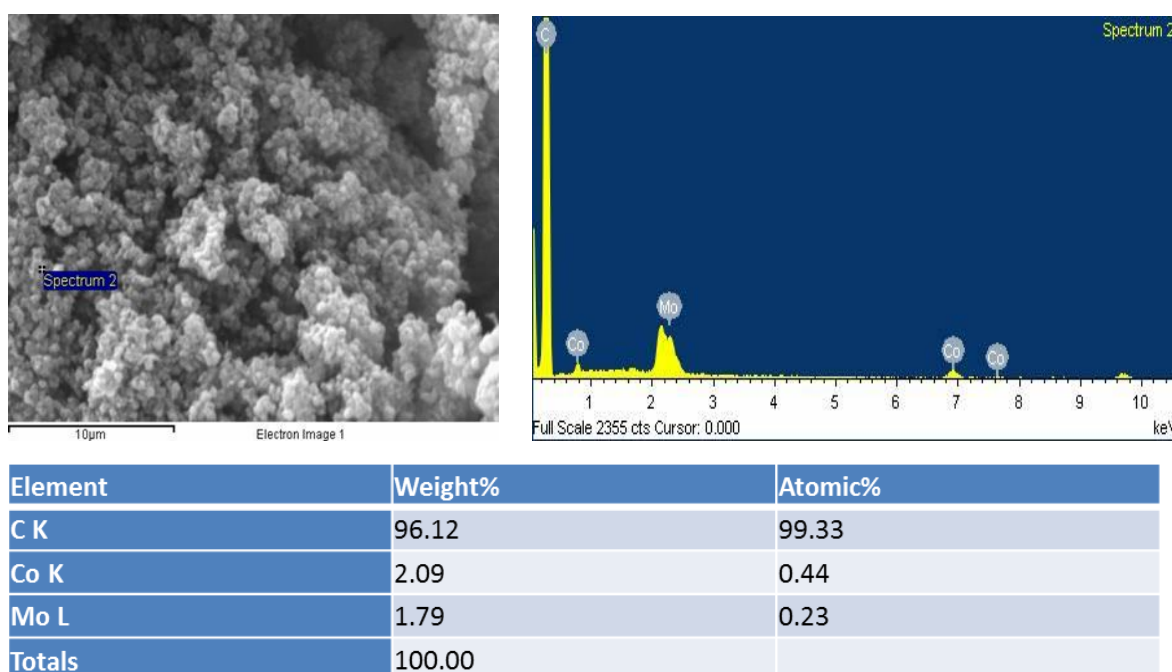 Spectrum 2
10µm Electron Image 1
Spectrum 2
C
Mo
Co
Co
Co
1 2 3 4 5 6 7 8 9 10
Full Scale 2355 cts Cursor: 0.000 keV
Element Weight% Atomic%
C K 96.12 99.33
Co K 2.09 0.44
Mo L 1.79 0.23
Totals 100.00